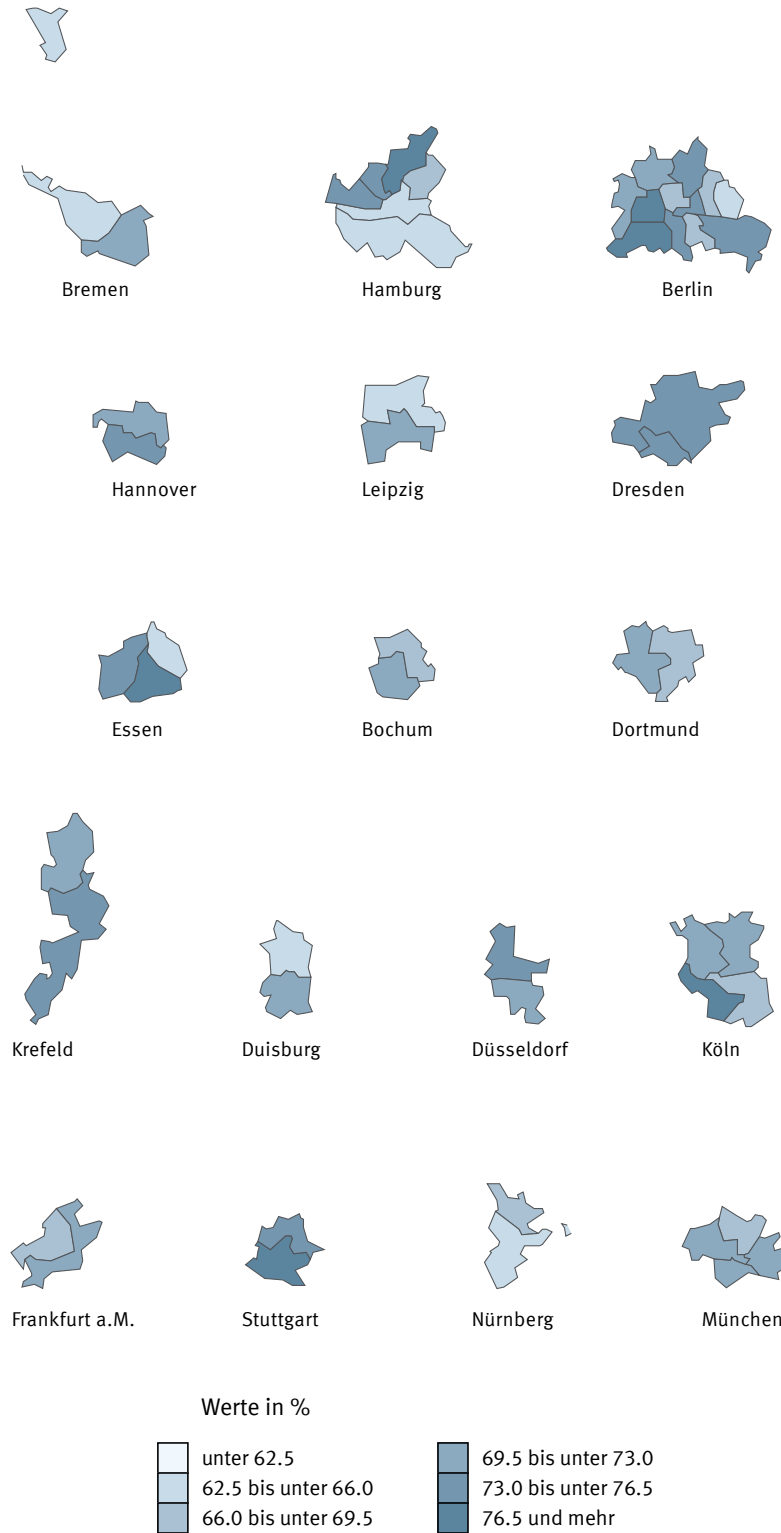 Bremen
Hamburg
Berlin
Hannover
Leipzig
Dresden
Essen
Bochum
Dortmund
Krefeld
Duisburg
Düsseldorf
Köln
Frankfurt a.M.
Stuttgart
Nürnberg
München
Werte in %
unter 62.5
62.5 bis unter 66.0
66.0 bis unter 69.5
69.5 bis unter 73.0
73.0 bis unter 76.5
76.5 und mehr